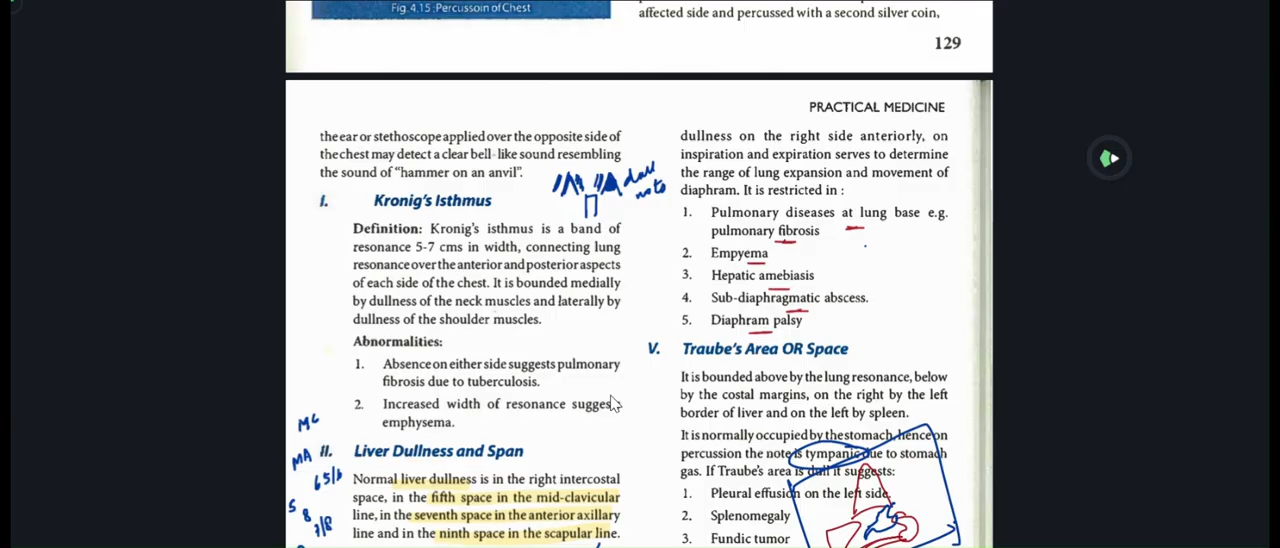 Fig. 4.15 :Percussoin of Chest
affected side and percussed with a second silver coin,
129
PRACTICAL MEDICINE
the ear or stethoscope applied over the opposite side of
the chest may detect a clear bell-like sound resembling
the sound of "hammer on an anvil".
dull
note
I. Kronig's Isthmus
Definition: Kronig's isthmus is a band of
resonance 5-7 cms in width, connecting lung
resonance over the anterior and posterior aspects
of each side of the chest. It is bounded medially
by dullness of the neck muscles and laterally by
dullness of the shoulder muscles.
Abnormalities:
1. Absence on either side suggests pulmonary
fibrosis due to tuberculosis.
2. Increased width of resonance sugges
emphysema.
II. Liver Dullness and Span
Normal liver dullness is in the right intercostal
space, in the fifth space in the mid-clavicular
line, in the seventh space in the anterior axillary
line and in the ninth space in the scapular line.
dullness on the right side anteriorly, on
inspiration and expiration serves to determine
the range of lung expansion and movement of
diaphram. It is restricted in :
1. Pulmonary diseases at lung base e.g.
pulmonary fibrosis
2. Empyema
3. Hepatic amebiasis
4. Sub-diaphragmatic abscess.
5. Diaphram palsy
V. Traube's Area OR Space
It is bounded above by the lung resonance, below
by the costal margins, on the right by the left
border of liver and on the left by spleen.
It is normally occupied by the stomach, hence on
percussion the note is tympanic due to stomach
gas. If Traube's area is dull it suggests:
1. Pleural effusion on the left side.
2. Splenomegaly
3. Fundic tumor